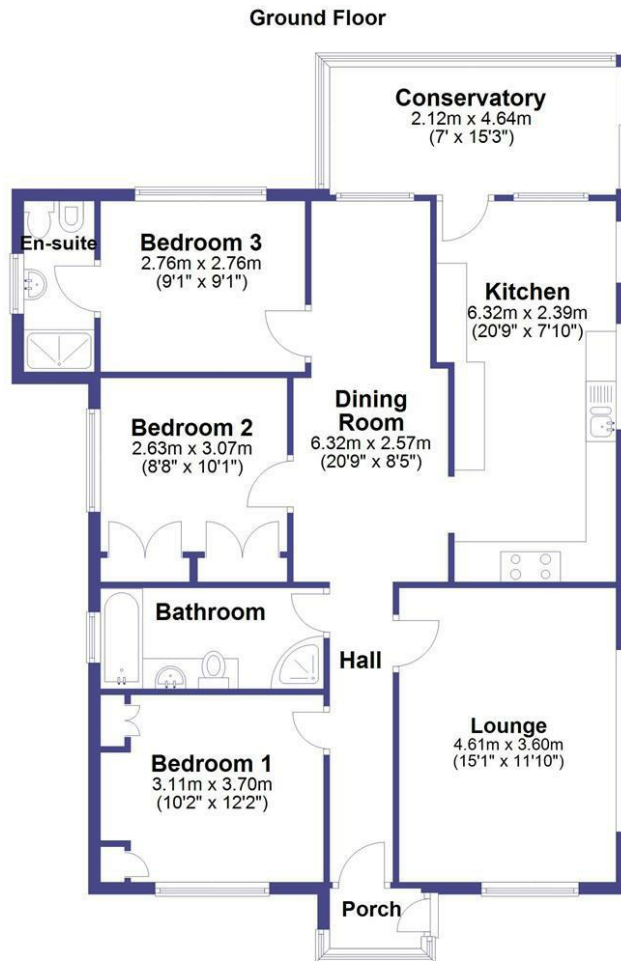 Ground Floor
Conservatory
2.12m x 4.64m
(7' x 15'3")
En-suite
Bedroom 3
2.76m x 2.76m
(9'1" x 9'1")
Kitchen
6.32m x 2.39m
(20'9" x 7'10")
Bedroom 2
2.63m x 3.07m
(8'8" x 10'1")
Dining
Room
6.32m x 2.57m
(20'9" x 8'5")
Bathroom
Hall
Lounge
4.61m x 3.60m
(15'1" x 11'10")
Bedroom 1
3.11m x 3.70m
(10'2" x 12'2")
Porch